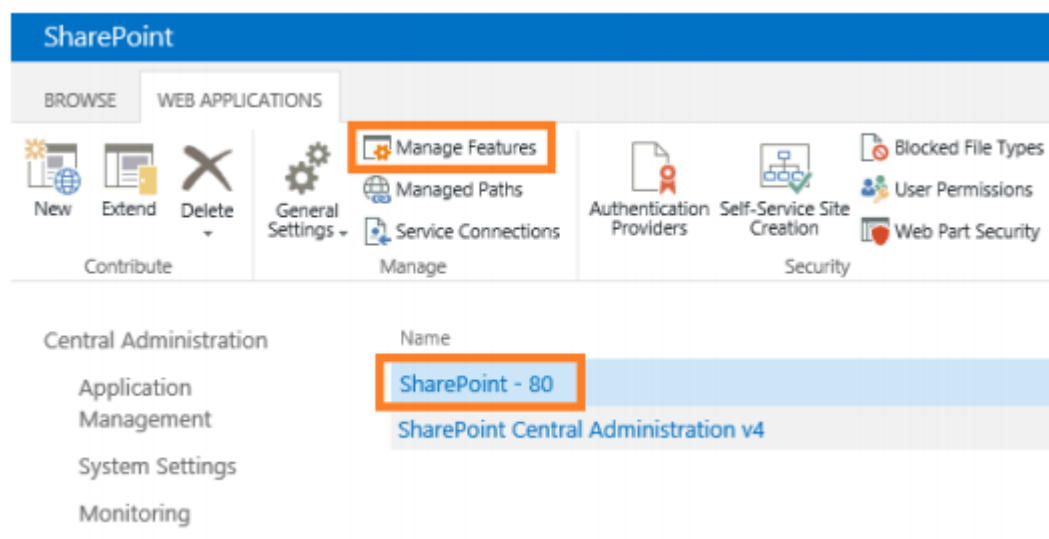 SharePoint
BROWSE WEB APPLICATIONS
New
Extend
Delete
General
Settings
Manage Features
Managed Paths
Service Connections
Authentication
Providers
Self-Service Site
Creation
Blocked File Types
User Permissions
Web Part Security
Contribute
Manage
Security
Central Administration
Application
Management
System Settings
Monitoring
Name
SharePoint - 80
SharePoint Central Administration v4